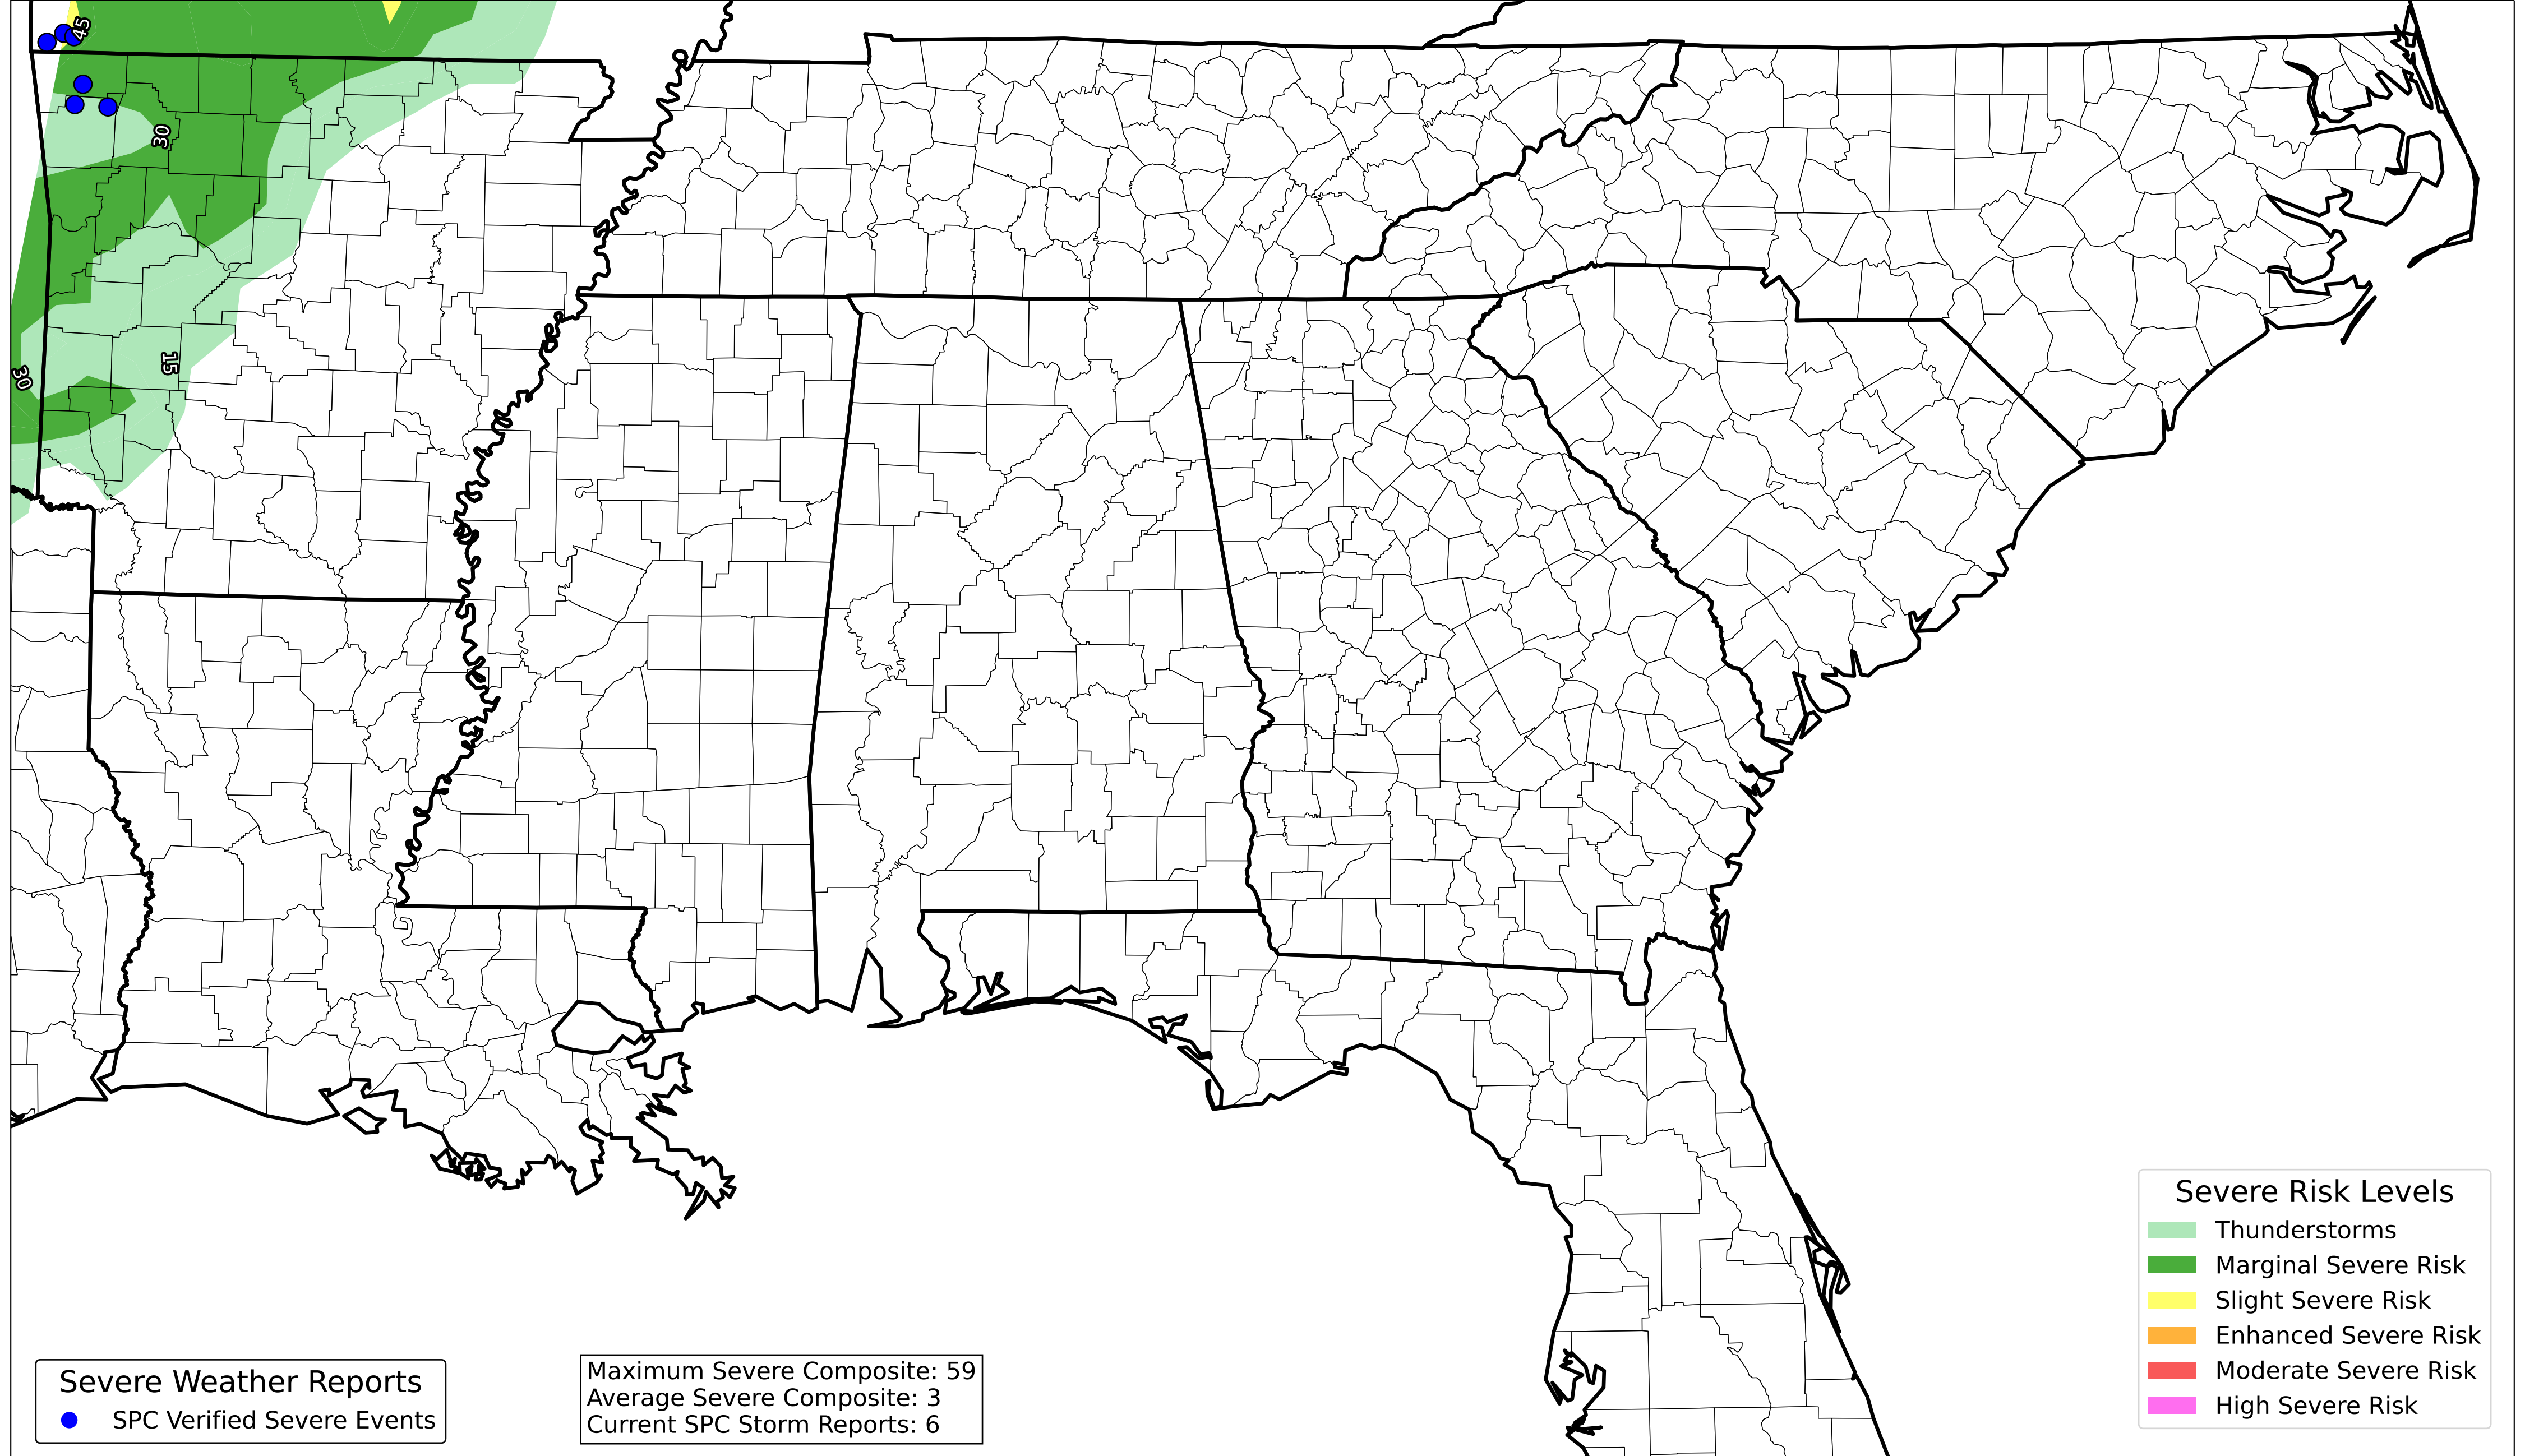 45
30
15
30
Severe Risk Levels
Thunderstorms
Marginal Severe Risk
Slight Severe Risk
Enhanced Severe Risk
Moderate Severe Risk
High Severe Risk
Severe Weather Reports
SPC Verified Severe Events
Maximum Severe Composite: 59
Average Severe Composite: 3
Current SPC Storm Reports: 6